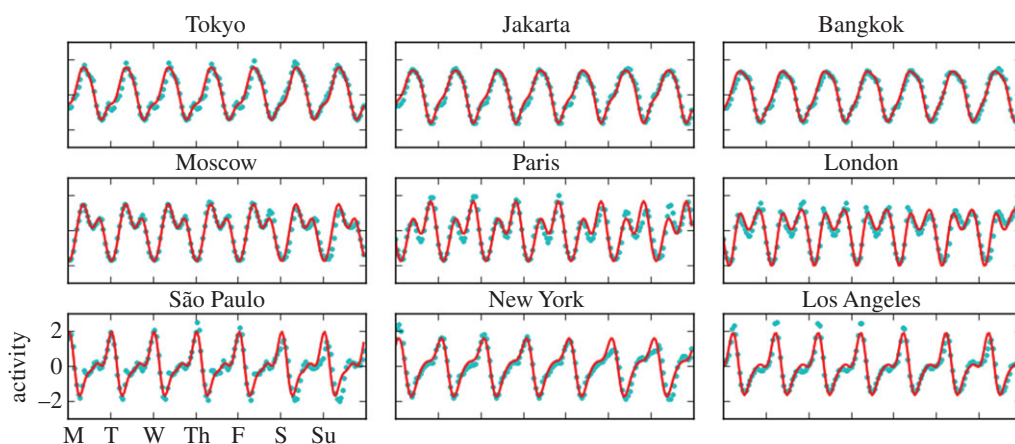 Tokyo Jakarta Bangkok
Moscow Paris London
São Paulo New York Los Angeles
activity
2
0
−2
M T W Th F S Su